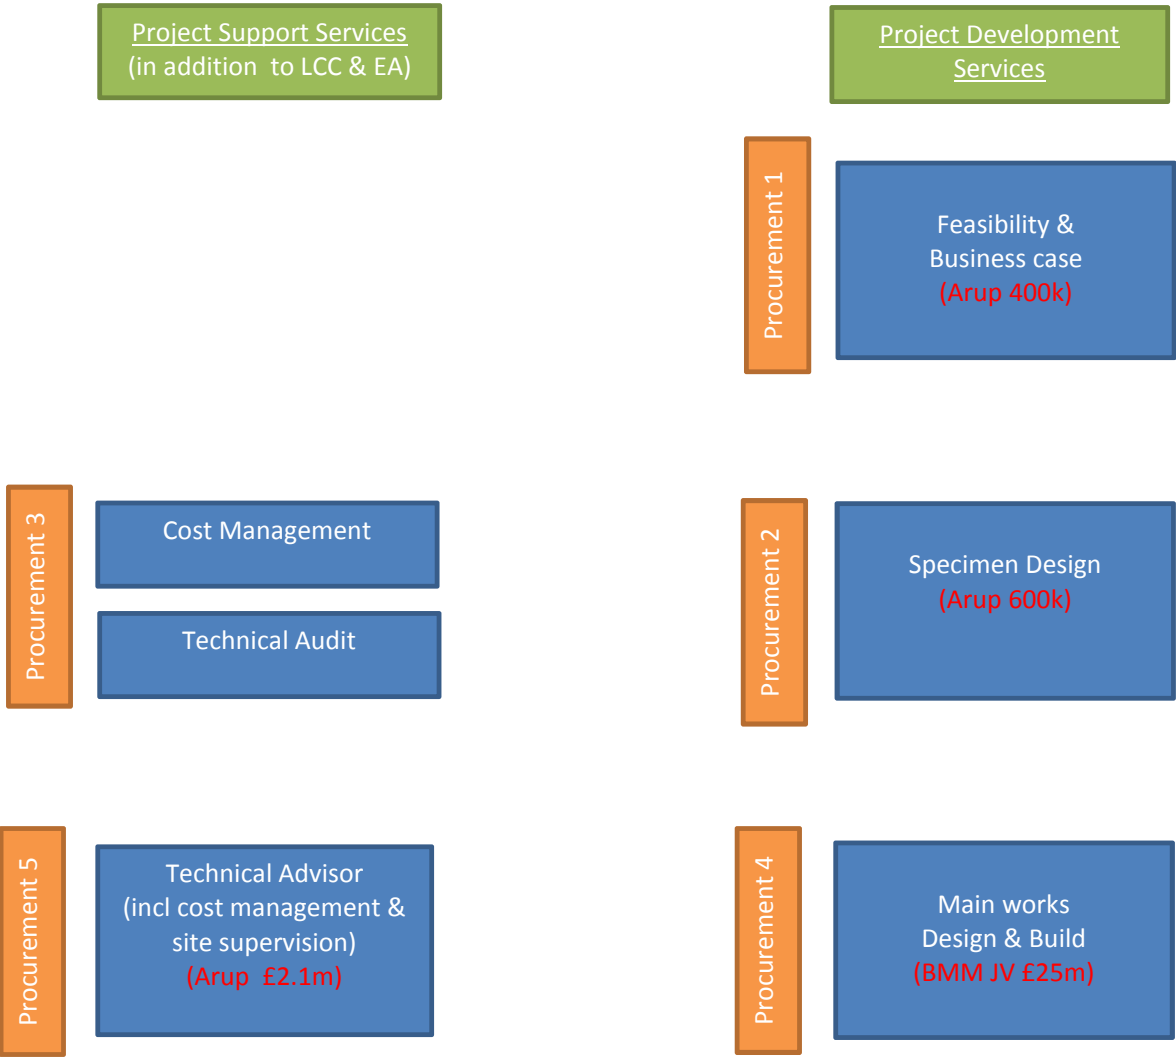 Project Support Services
(in addition  to LCC & EA)
Project Development
Services
Procurement 1
Feasibility &
Business case
(Arup 400k)
Procurement 3
Cost Management
Technical Audit
Procurement 2
Specimen Design
(Arup 600k)
Procurement 5
Technical Advisor
(incl cost management &
site supervision)
(Arup  £2.1m)
Procurement 4
Main works
Design & Build
(BMM JV £25m)